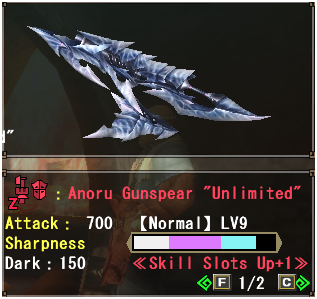 d"
Z : Anoru Gunspear "Unlimited"
Attack: 700 【Normal】LV9
Sharpness
Dark:150 ≪Skill Slots Up+1≫
F 1/2 C